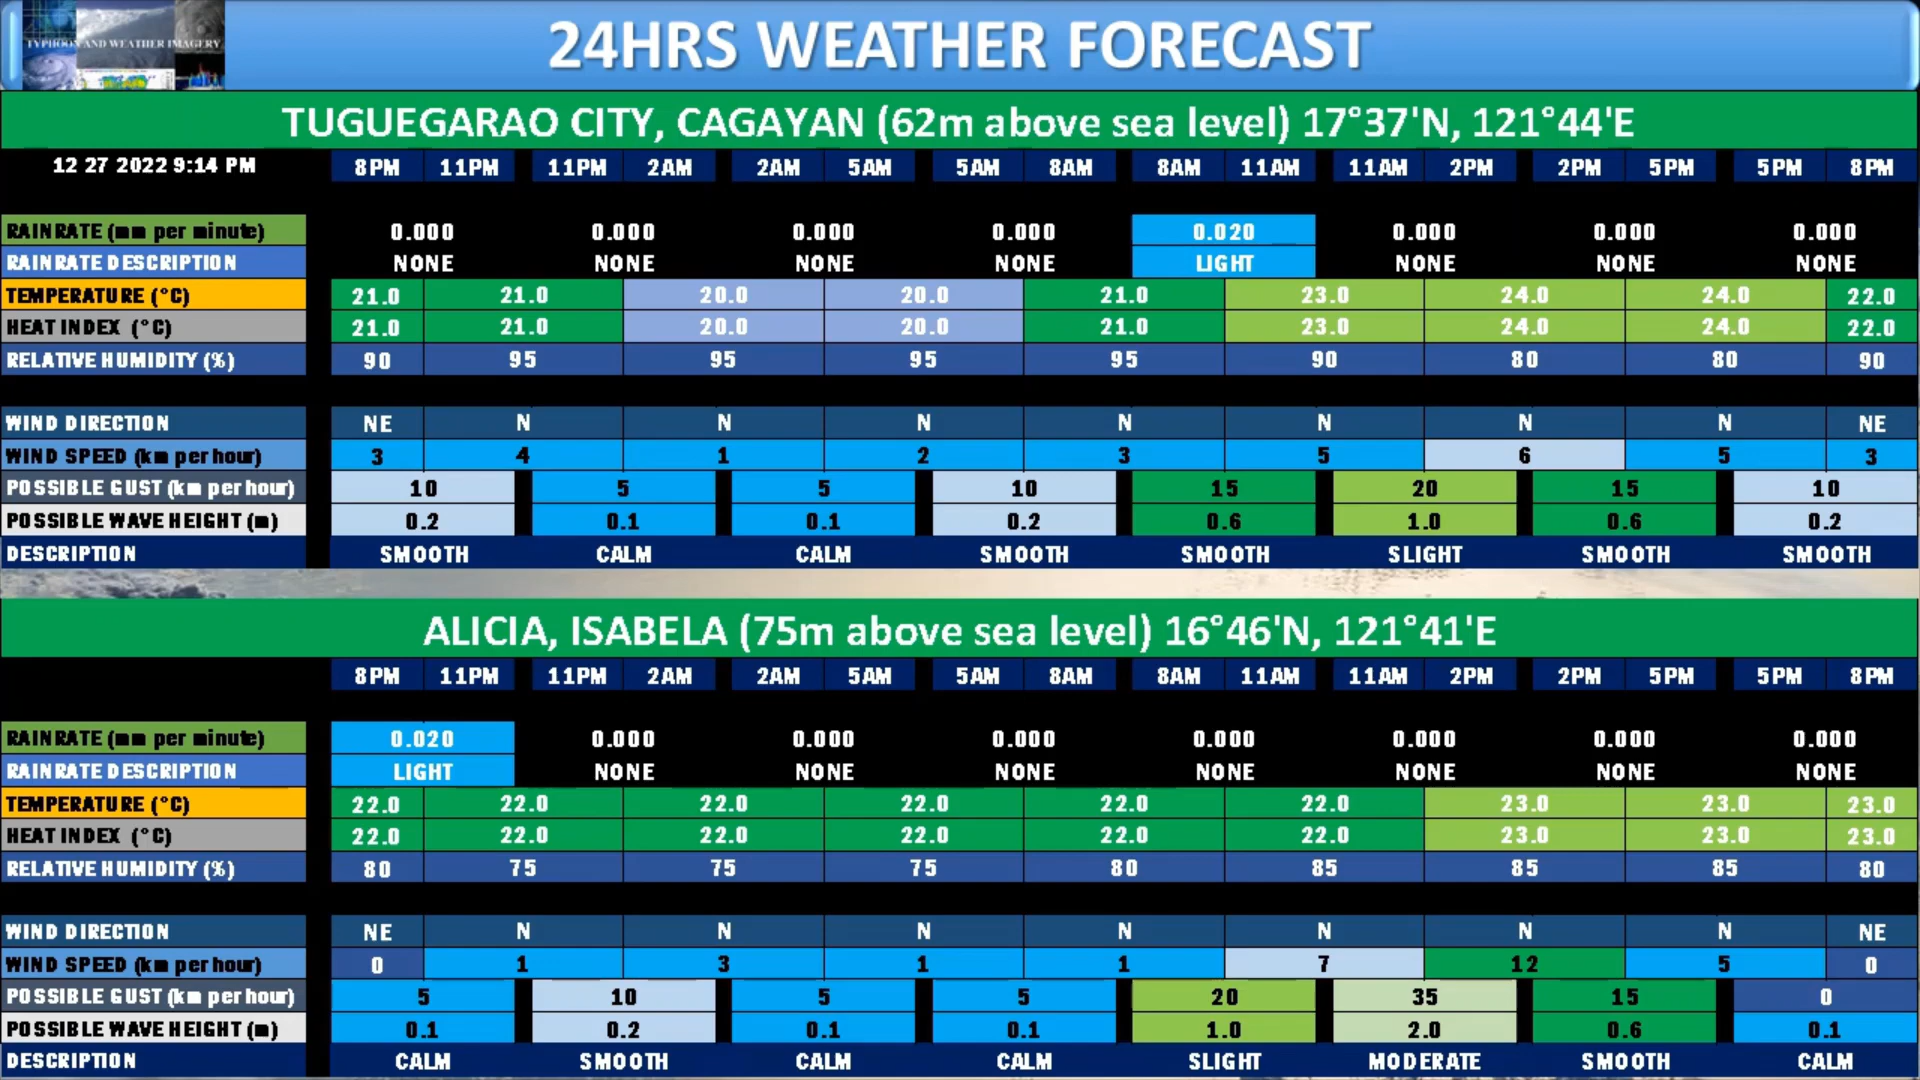 TYPHOON AND WEATHER IMAGERY
24HRS WEATHER FORECAST
TUGUEGARAO CITY, CAGAYAN (62m above sea level) 17°37'N, 121°44'E
12 27 2022 9:14 PM 8PM 11PM 11PM 2AM 2AM 5AM 5AM 8AM 8AM 11AM 11AM 2PM 2PM 5PM 5PM 8PM
RAINRATE (mm per minute) 0.000 0.000 0.000 0.000 0.020 0.000 0.000 0.000
RAINRATE DESCRIPTION NONE NONE NONE NONE LIGHT NONE NONE NONE
TEMPERATURE (°C) 21.0 21.0 20.0 20.0 21.0 23.0 24.0 24.0 22.0
HEAT INDEX (°C) 21.0 21.0 20.0 20.0 21.0 23.0 24.0 24.0 22.0
RELATIVE HUMIDITY (%) 90 95 95 95 95 90 80 80 90
WIND DIRECTION NE N N N N N N N NE
WIND SPEED (km per hour) 3 4 1 2 3 5 6 5 3
POSSIBLE GUST (km per hour) 10 5 5 10 15 20 15 10
POSSIBLE WAVE HEIGHT (m) 0.2 0.1 0.1 0.2 0.6 1.0 0.6 0.2
DESCRIPTION SMOOTH CALM CALM SMOOTH SMOOTH SLIGHT SMOOTH SMOOTH
ALICIA, ISABELA (75m above sea level) 16°46'N, 121°41'E
8PM 11PM 11PM 2AM 2AM 5AM 5AM 8AM 8AM 11AM 11AM 2PM 2PM 5PM 5PM 8PM
RAINRATE (mm per minute) 0.020 0.000 0.000 0.000 0.000 0.000 0.000 0.000
RAINRATE DESCRIPTION LIGHT NONE NONE NONE NONE NONE NONE NONE
TEMPERATURE (°C) 22.0 22.0 22.0 22.0 22.0 22.0 23.0 23.0 23.0
HEAT INDEX (°C) 22.0 22.0 22.0 22.0 22.0 22.0 23.0 23.0 23.0
RELATIVE HUMIDITY (%) 80 75 75 75 80 85 85 85 80
WIND DIRECTION NE N N N N N N N NE
WIND SPEED (km per hour) 0 1 3 1 1 7 12 5 0
POSSIBLE GUST (km per hour) 5 10 5 5 20 35 15 0
POSSIBLE WAVE HEIGHT (m) 0.1 0.2 0.1 0.1 1.0 2.0 0.6 0.1
DESCRIPTION CALM SMOOTH CALM CALM SLIGHT MODERATE SMOOTH CALM